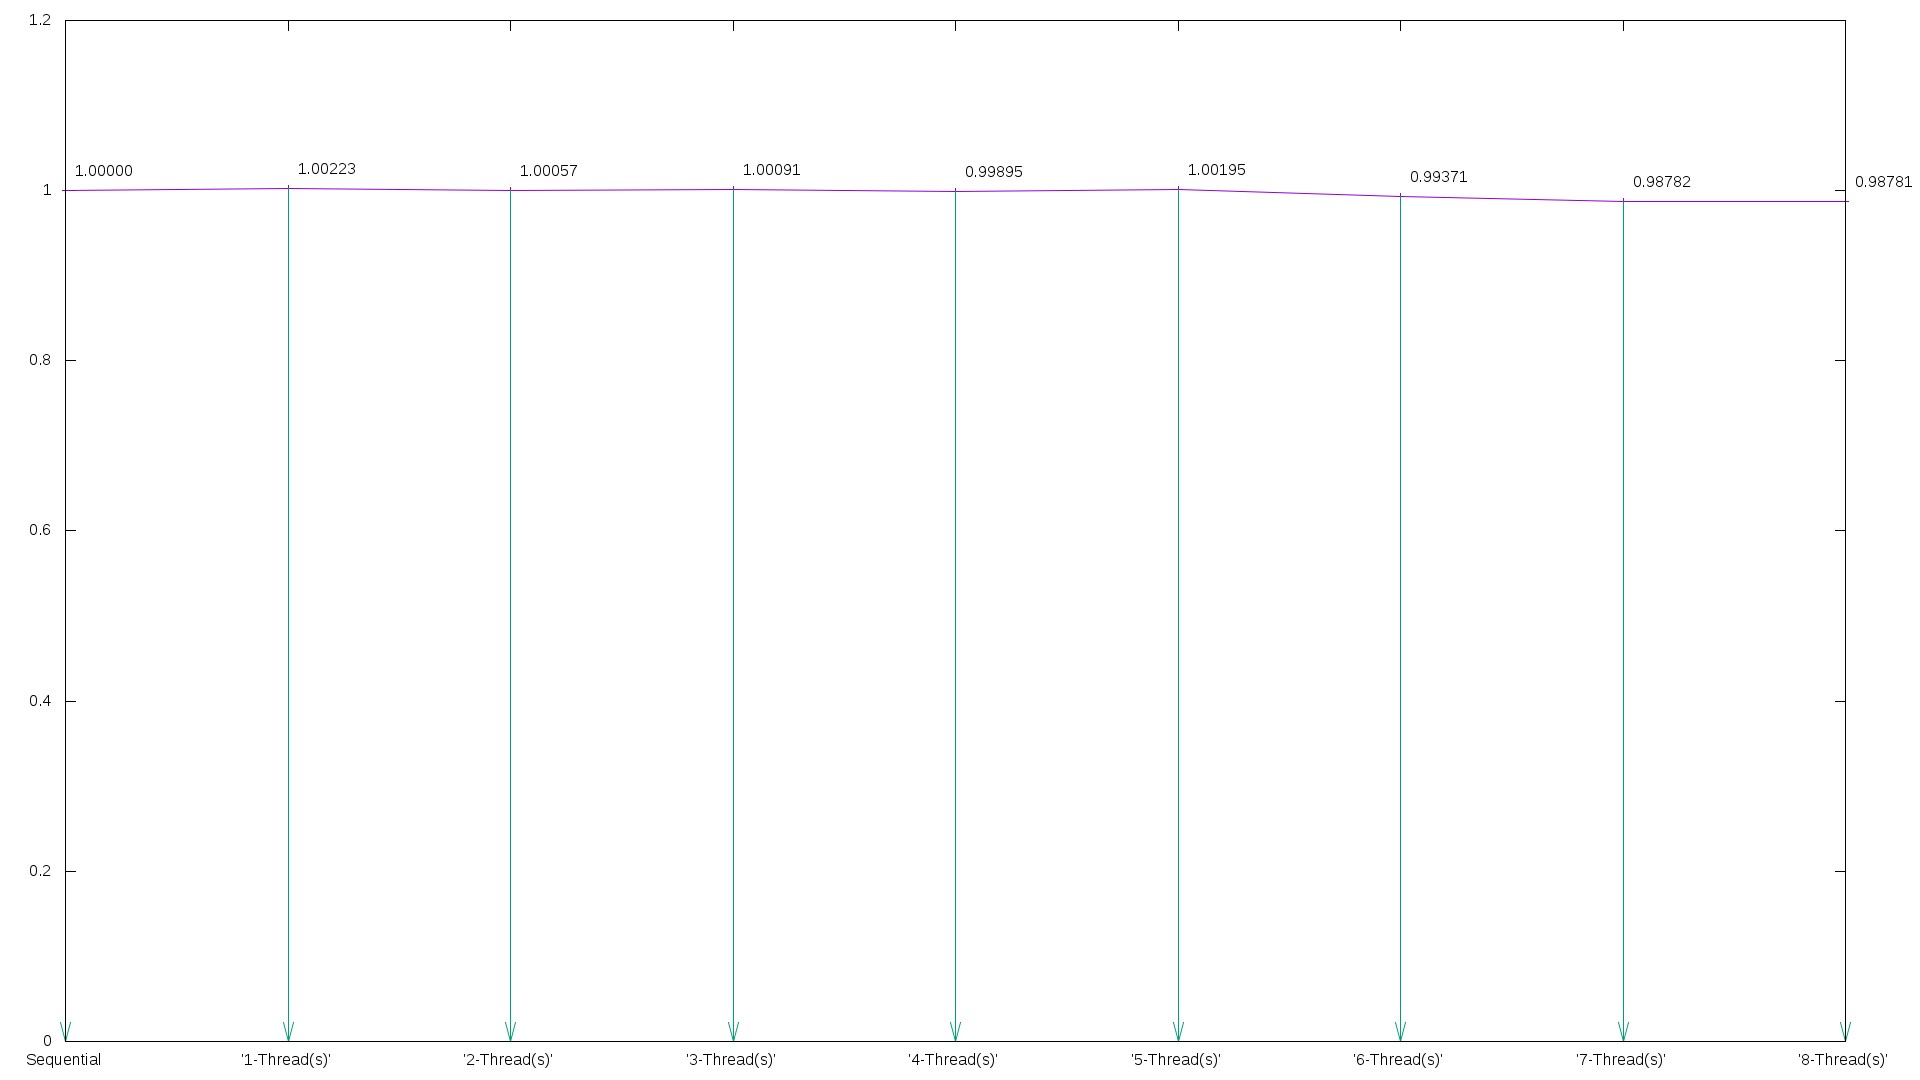 1.2
1.00000
1.00223
1.00057
1.00091
0.99895
1.00195
0.99371
0.98782
0.98781
1
0.8
0.6
0.4
0.2
0
Sequential
'1-Thread(s)'
'2-Thread(s)'
'3-Thread(s)'
'4-Thread(s)'
'5-Thread(s)'
'6-Thread(s)'
'7-Thread(s)'
'8-Thread(s)'